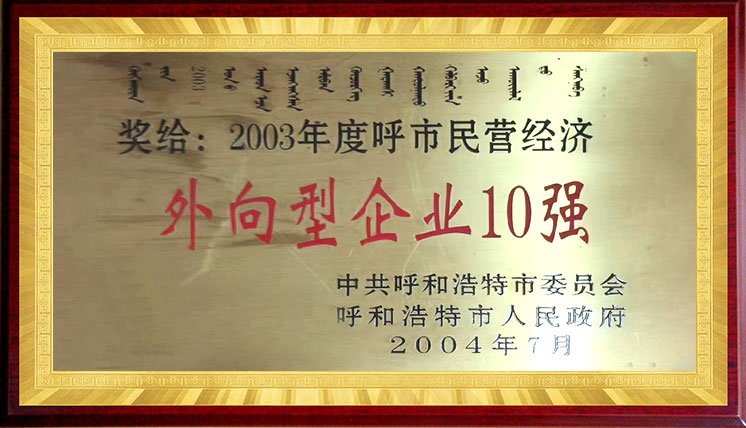 2003
奖给：2003年度呼市民营经济
外向型企业10强
中共呼和浩特市委员会
呼和浩特市人民政府
2004年7月